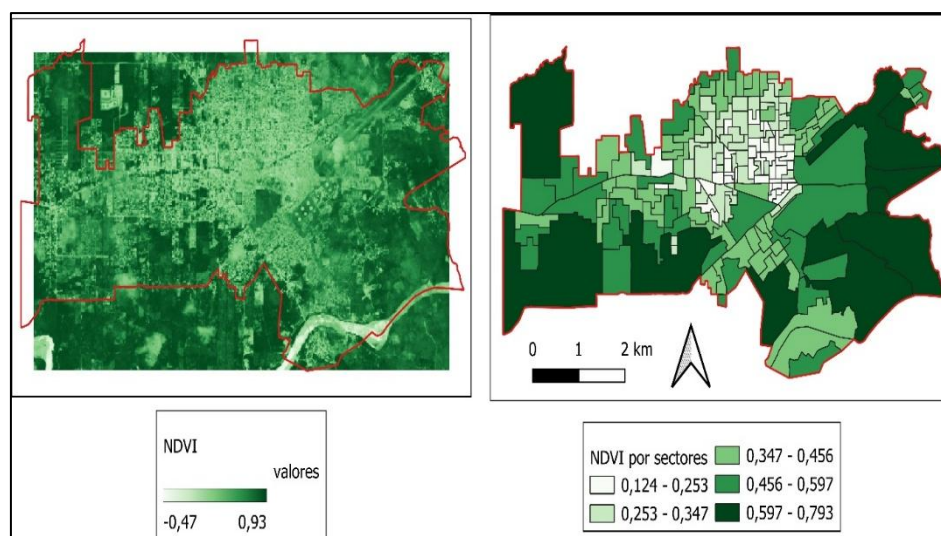 0 1 2 km
NDVI
valores
-0,47 0,93
NDVI por sectores
0,124 - 0,253
0,253 - 0,347
0,347 - 0,456
0,456 - 0,597
0,597 - 0,793